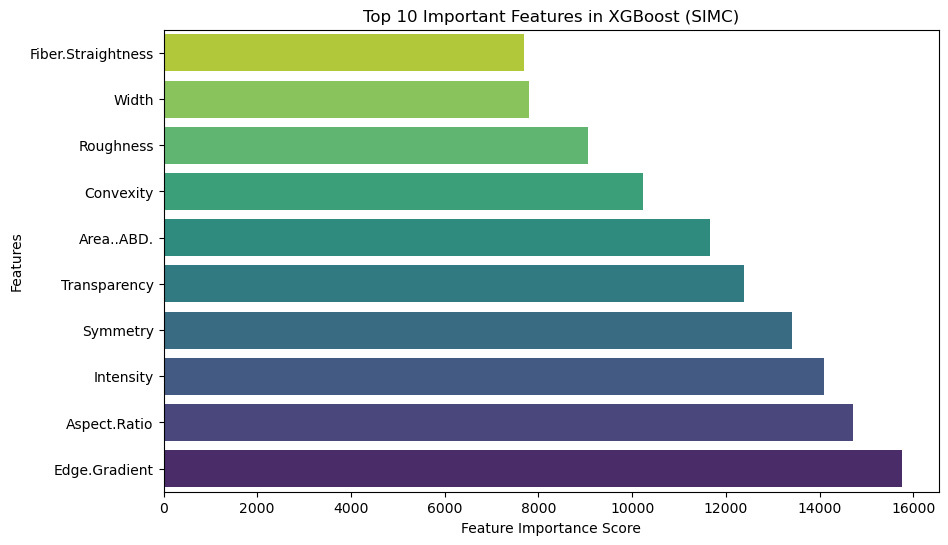 Top 10 Important Features in XGBoost (SIMC)
Features
Fiber.Straightness
Width
Roughness
Convexity
Area..ABD.
Transparency
Symmetry
Intensity
Aspect.Ratio
Edge.Gradient
0 2000 4000 6000 8000 10000 12000 14000 16000
Feature Importance Score